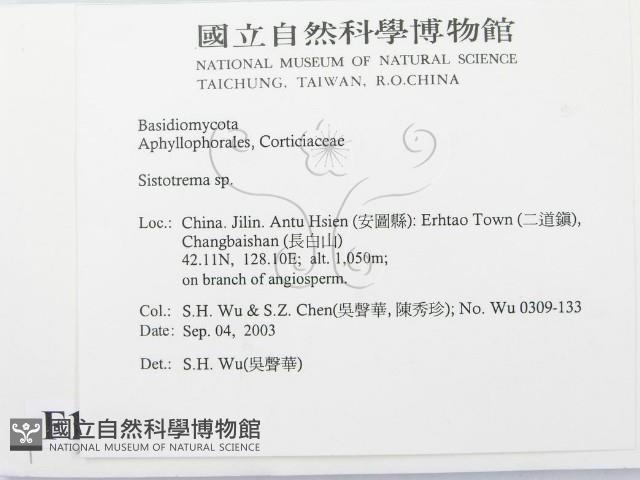 國立自然科學博物館
NATIONAL MUSEUM OF NATURAL SCIENCE
TAICHUNG, TAIWAN, R.O.CHINA
Basidiomycota
Aphyllophorales, Corticiaceae
Sistotrema sp.
Loc.: China. Jilin. Antu Hsien (安圖縣): Erhtao Town (二道鎮),
Changbaishan (長白山)
42.11N, 128.10E; alt. 1,050m;
on branch of angiosperm.
Col.: S.H. Wu & S.Z. Chen(吳聲華, 陳秀珍); No. Wu 0309-133
Date: Sep. 04, 2003
Det.: S.H. Wu(吳聲華)
國立自然科學博物館
NATIONAL MUSEUM OF NATURAL SCIENCE